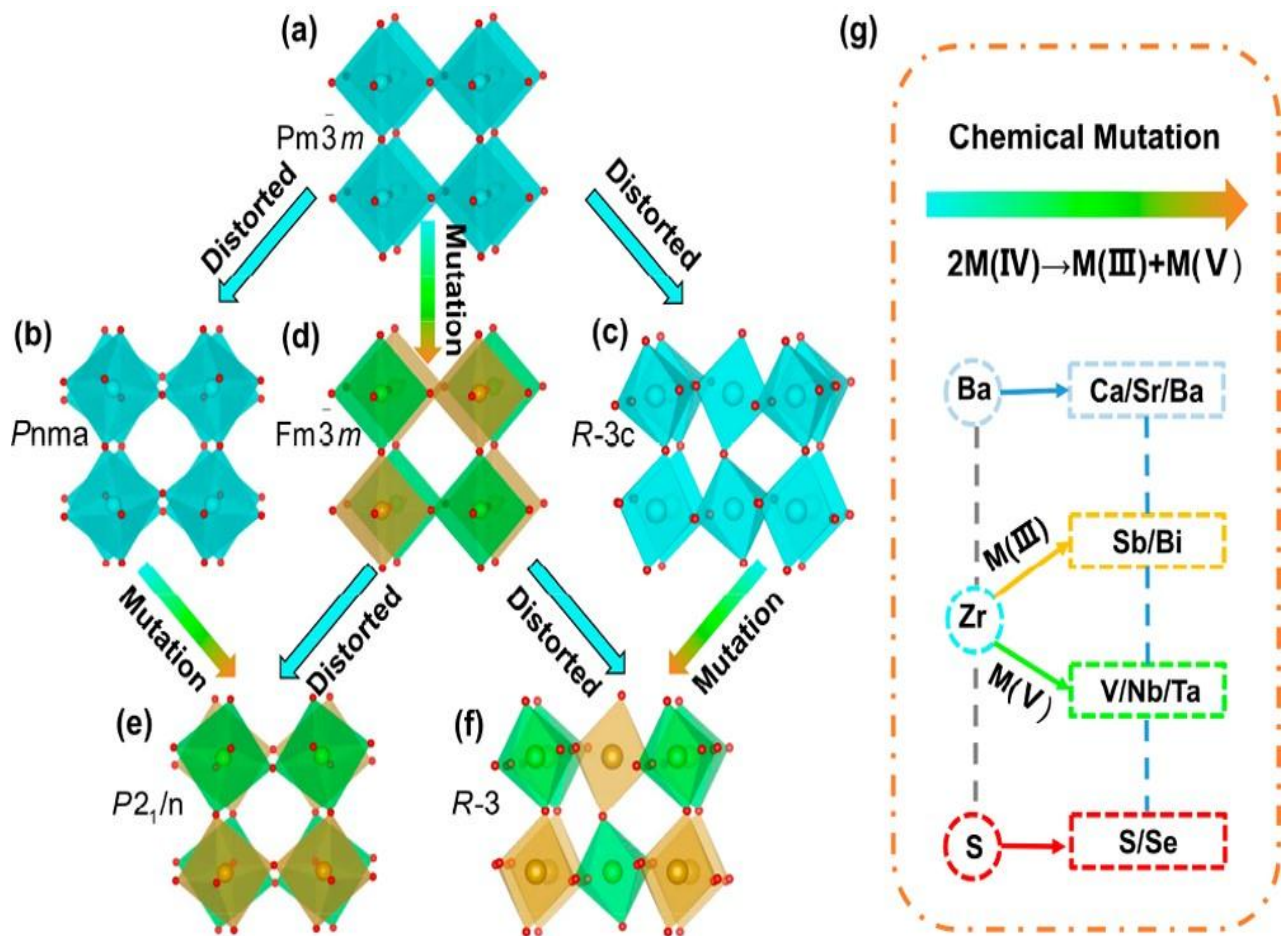 (a)
Pm3̄m
Distorted
Mutation
Distorted
(b)
Pnma
(d)
Fm3̄m
(c)
R-3c
Mutation
Distorted
Distorted
Mutation
(e)
P2₁/n
(f)
R-3
(g)
Chemical Mutation
2M(Ⅳ)→M(Ⅲ)+M(Ⅴ)
Ba
Ca/Sr/Ba
M(Ⅲ)
Sb/Bi
Zr
M(Ⅴ)
V/Nb/Ta
S
S/Se